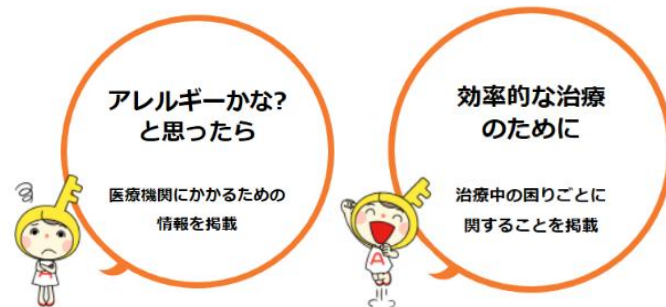 アレルギーかな?
と思ったら
医療機関にかかるための
情報を掲載
A
効率的な治療
のために
治療中の困りごとに
関することを掲載
A